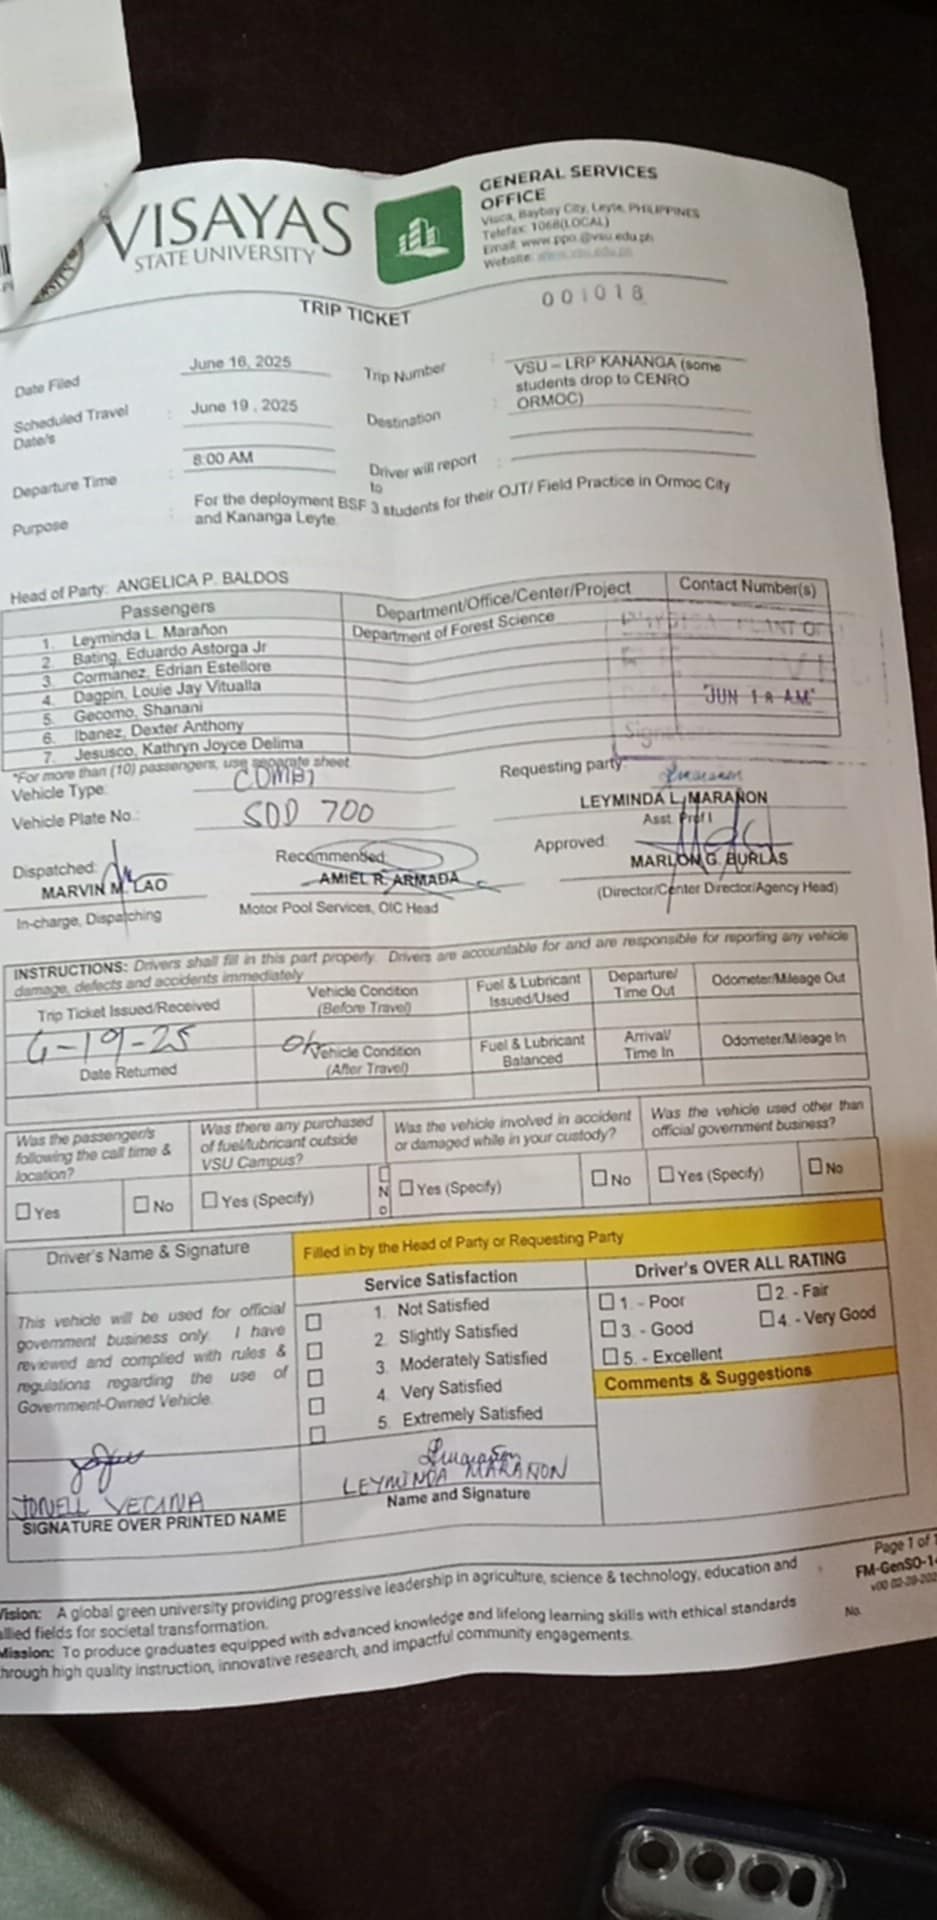 VISAYAS
STATE UNIVERSITY
GENERAL SERVICES
OFFICE
Visca, Baybay City, Leyte, PHILIPPINES
Telefax: 1068(LOCAL)
Email: www.ppo.@vsu.edu.ph
Website: www.vsu.edu.ph
001018
TRIP TICKET
Date Filed : June 16, 2025
Trip Number :
Scheduled Travel Date/s : June 19 , 2025
Destination : VSU – LRP KANANGA (some
students drop to CENRO
ORMOC)
Departure Time : 8:00 AM
Driver will report to :
Purpose : For the deployment BSF 3 students for their OJT/ Field Practice in Ormoc City
and Kananga Leyte.
Head of Party: ANGELICA P. BALDOS
Passengers Department/Office/Center/Project Contact Number(s)
1. Leyminda L. Marañon Department of Forest Science
2. Bating, Eduardo Astorga Jr
3. Cormanez, Edrian Estellore
4. Dagpin, Louie Jay Vitualla
5. Gecomo, Shanani
6. Ibanez, Dexter Anthony
7. Jesusco, Kathryn Joyce Delima
JUN 18 AM
*For more than (10) passengers, use separate sheet
Vehicle Type: COMBI
Vehicle Plate No.: SDD 700
Requesting party:
LEYMINDA L. MARAÑON
Asst. Prof I
Dispatched:
MARVIN M. LAO
In-charge, Dispatching
Recommended:
AMIEL R. ARMADA
Motor Pool Services, OIC Head
Approved:
MARLON G. BURLAS
(Director/Center Director/Agency Head)
INSTRUCTIONS: Drivers shall fill in this part properly. Drivers are accountable for and are responsible for reporting any vehicle
damage, defects and accidents immediately
Trip Ticket Issued/Received
Vehicle Condition
(Before Travel)
Fuel & Lubricant
Issued/Used
Departure/
Time Out
Odometer/Mileage Out
6-19-25
Ok
Date Returned
Vehicle Condition
(After Travel)
Fuel & Lubricant
Balanced
Arrival/
Time In
Odometer/Mileage In
Was the passenger/s
following the call time &
location?
Was there any purchased
of fuel/lubricant outside
VSU Campus?
Was the vehicle involved in accident
or damaged while in your custody?
Was the vehicle used other than
official government business?
☐ Yes
☐ No
☐ Yes (Specify)
☐ No
☐ Yes (Specify)
☐ No
☐ Yes (Specify)
☐ No
Driver's Name & Signature
Filled in by the Head of Party or Requesting Party
Service Satisfaction
Driver's OVER ALL RATING
This vehicle will be used for official
government business only. I have
reviewed and complied with rules &
regulations regarding the use of
Government-Owned Vehicle.
☐ 1. Not Satisfied
☐ 2. Slightly Satisfied
☐ 3. Moderately Satisfied
☐ 4. Very Satisfied
☐ 5. Extremely Satisfied
☐ 1. - Poor
☐ 2. - Fair
☐ 3. - Good
☐ 4. - Very Good
☐ 5. - Excellent
Comments & Suggestions
JONELL VECINA
SIGNATURE OVER PRINTED NAME
LEYMINDA MARAÑON
Name and Signature
Page 1 of 1
FM-GenSO-1
No.
Vision: A global green university providing progressive leadership in agriculture, science & technology, education and
allied fields for societal transformation.
Mission: To produce graduates equipped with advanced knowledge and lifelong learning skills with ethical standards
through high quality instruction, innovative research, and impactful community engagements.